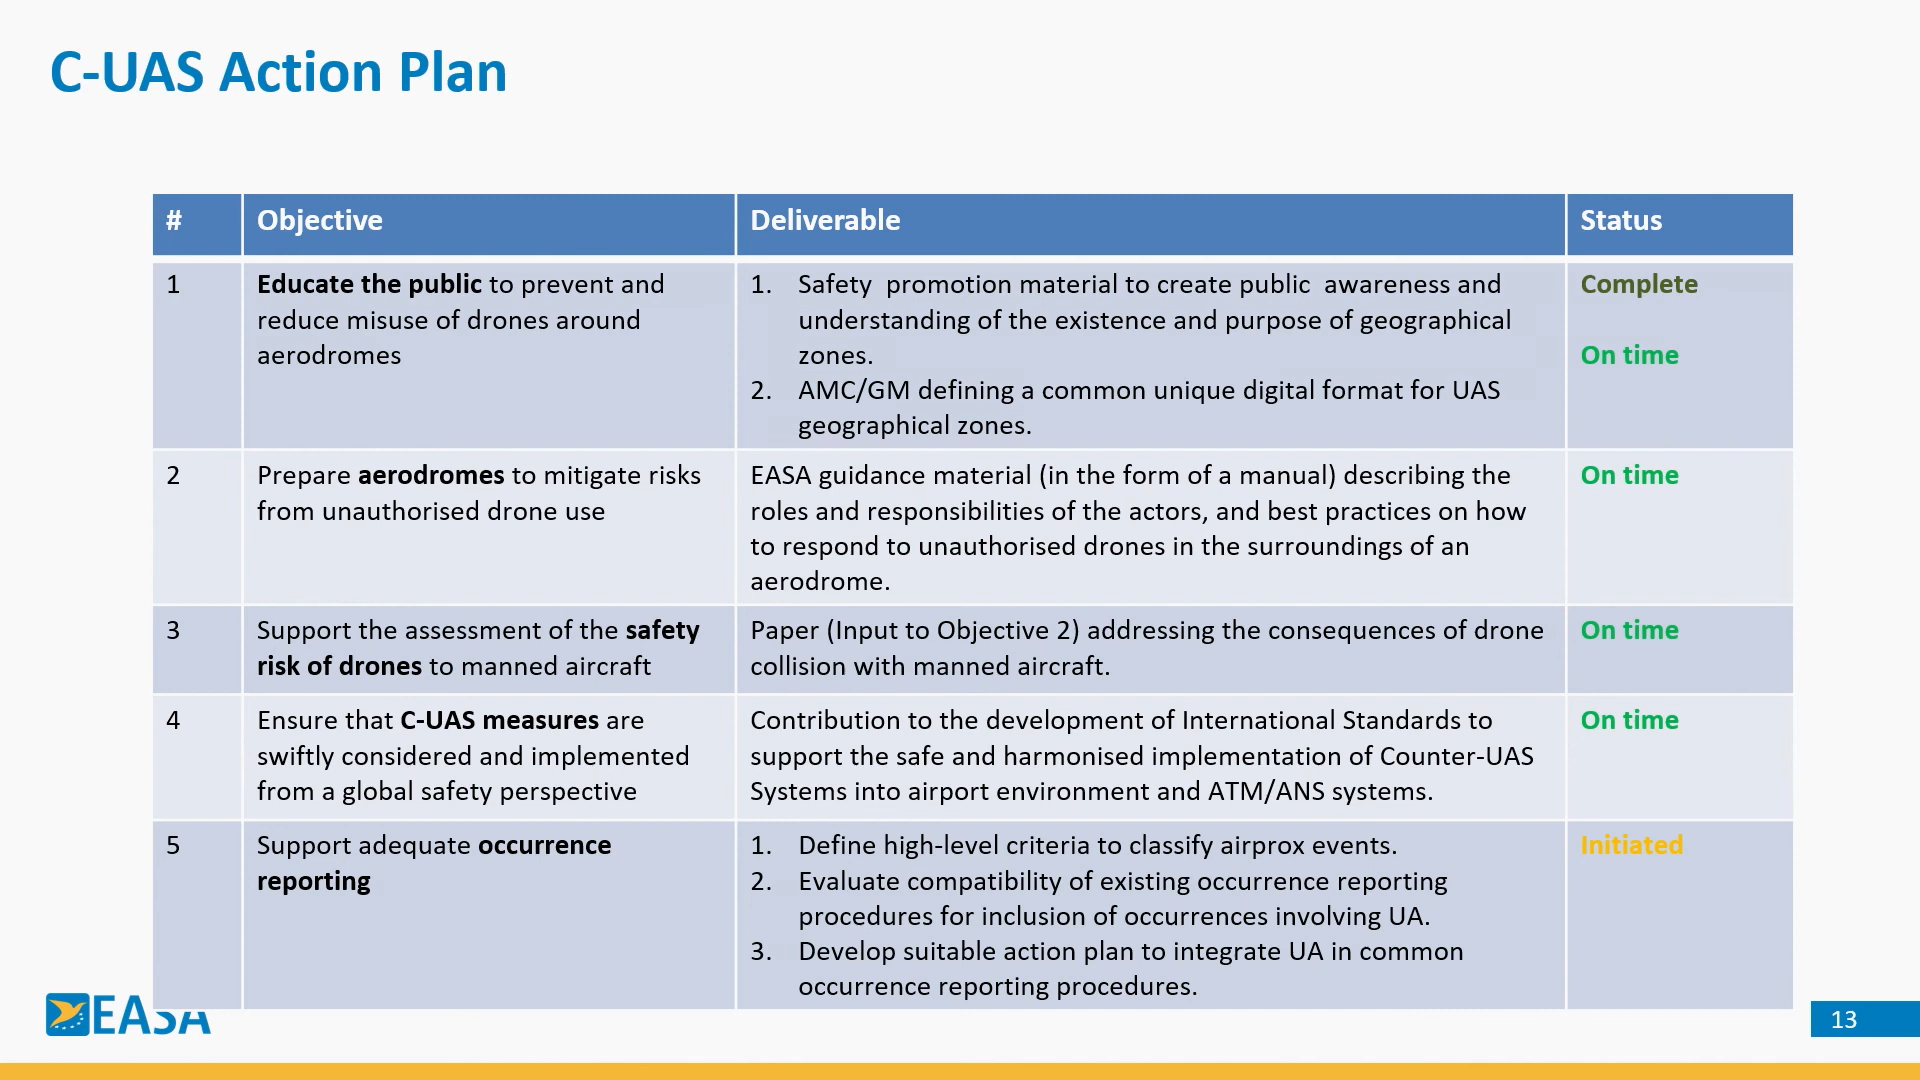 C-UAS Action Plan
# Objective Deliverable Status
1
Educate the public to prevent and
reduce misuse of drones around
aerodromes
1. Safety promotion material to create public awareness and
understanding of the existence and purpose of geographical
zones.
2. AMC/GM defining a common unique digital format for UAS
geographical zones.
Complete
On time
2
Prepare aerodromes to mitigate risks
from unauthorised drone use
EASA guidance material (in the form of a manual) describing the
roles and responsibilities of the actors, and best practices on how
to respond to unauthorised drones in the surroundings of an
aerodrome.
On time
3
Support the assessment of the safety
risk of drones to manned aircraft
Paper (Input to Objective 2) addressing the consequences of drone
collision with manned aircraft.
On time
4
Ensure that C-UAS measures are
swiftly considered and implemented
from a global safety perspective
Contribution to the development of International Standards to
support the safe and harmonised implementation of Counter-UAS
Systems into airport environment and ATM/ANS systems.
On time
5
Support adequate occurrence
reporting
1. Define high-level criteria to classify airprox events.
2. Evaluate compatibility of existing occurrence reporting
procedures for inclusion of occurrences involving UA.
3. Develop suitable action plan to integrate UA in common
occurrence reporting procedures.
Initiated
EASA
13